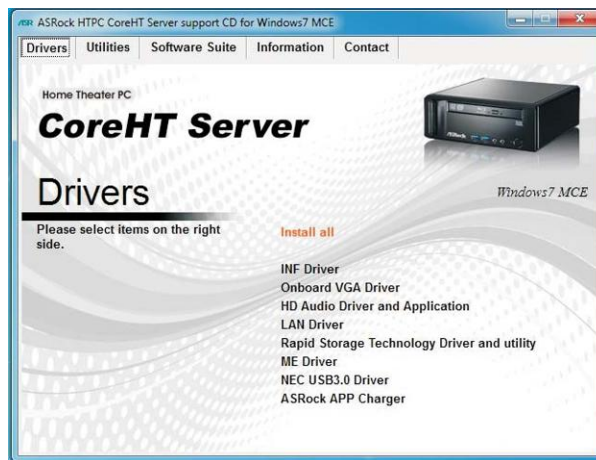 ASRock HTPC CoreHT Server support CD for Windows7 MCE
Drivers Utilities Software Suite Information Contact
Home Theater PC
CoreHT Server
Drivers
Windows7 MCE
Please select items on the right
side.
Install all
INF Driver
Onboard VGA Driver
HD Audio Driver and Application
LAN Driver
Rapid Storage Technology Driver and utility
ME Driver
NEC USB3.0 Driver
ASRock APP Charger